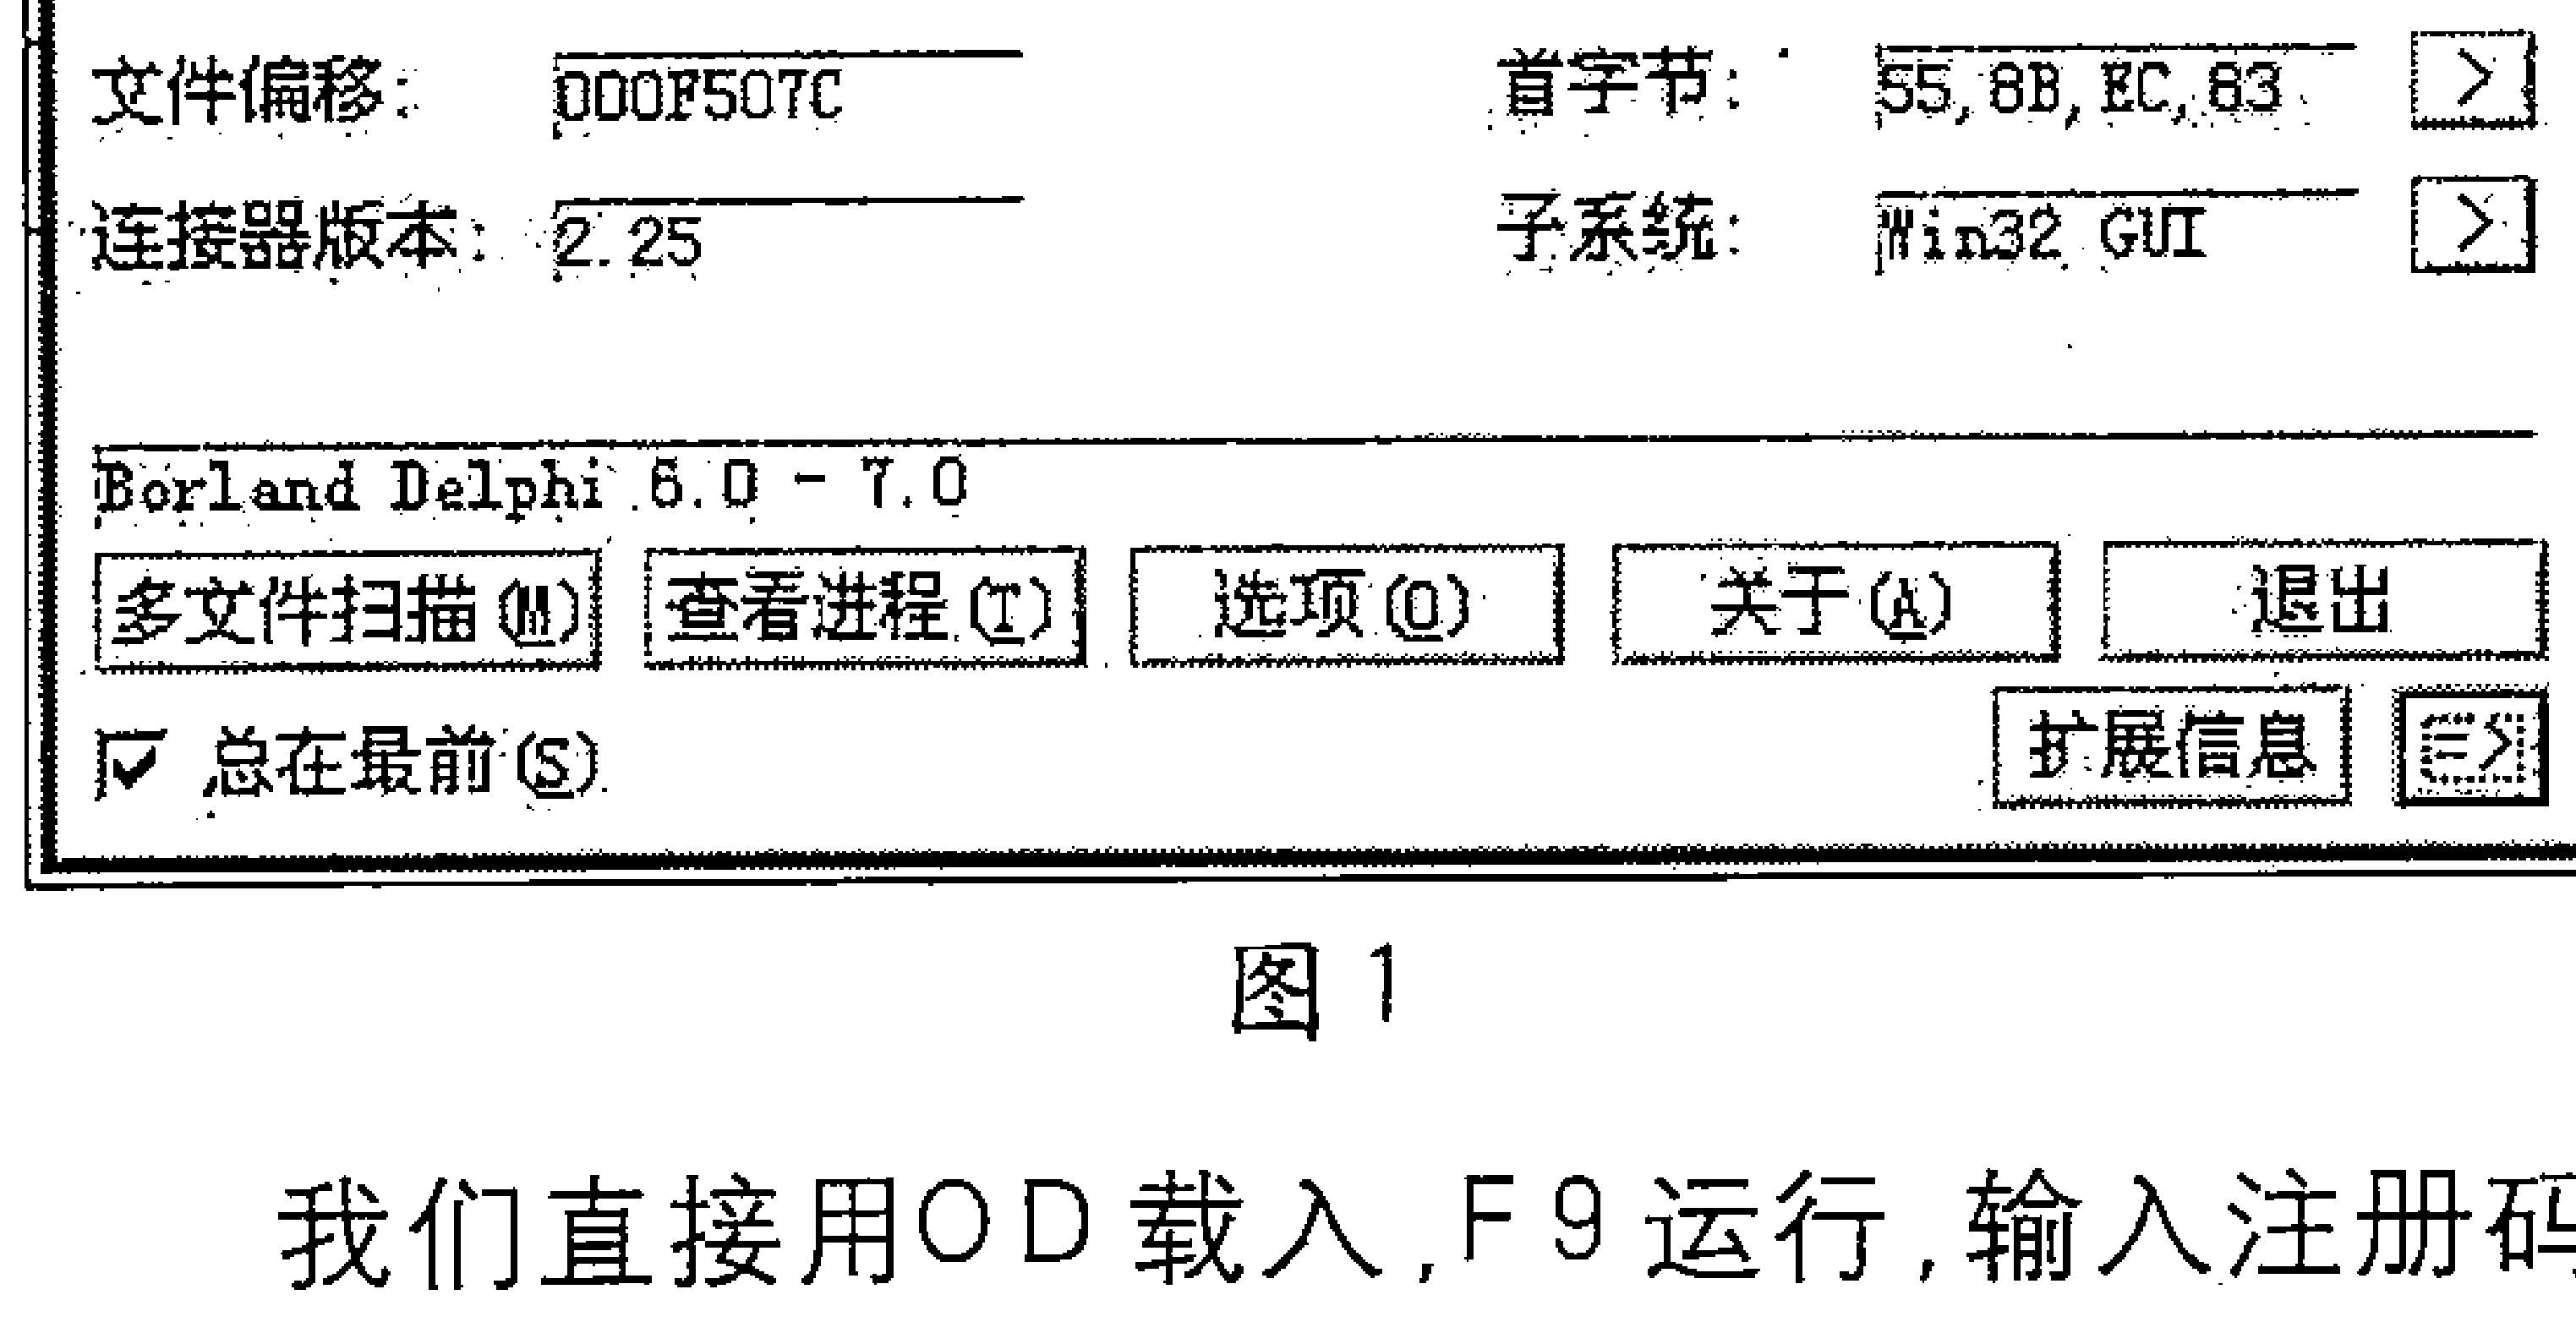 文件偏移: 000F507C 首字节: 55,8B,EC,83 >
连接器版本: 2.25 子系统: Win32 GUI >
Borland Delphi 6.0 - 7.0
多文件扫描(M) 查看进程(T) 选项(O) 关于(A) 退出
总在最前(S) 扩展信息 =>
图 1
我们直接用OD载入,F9运行,输入注册码